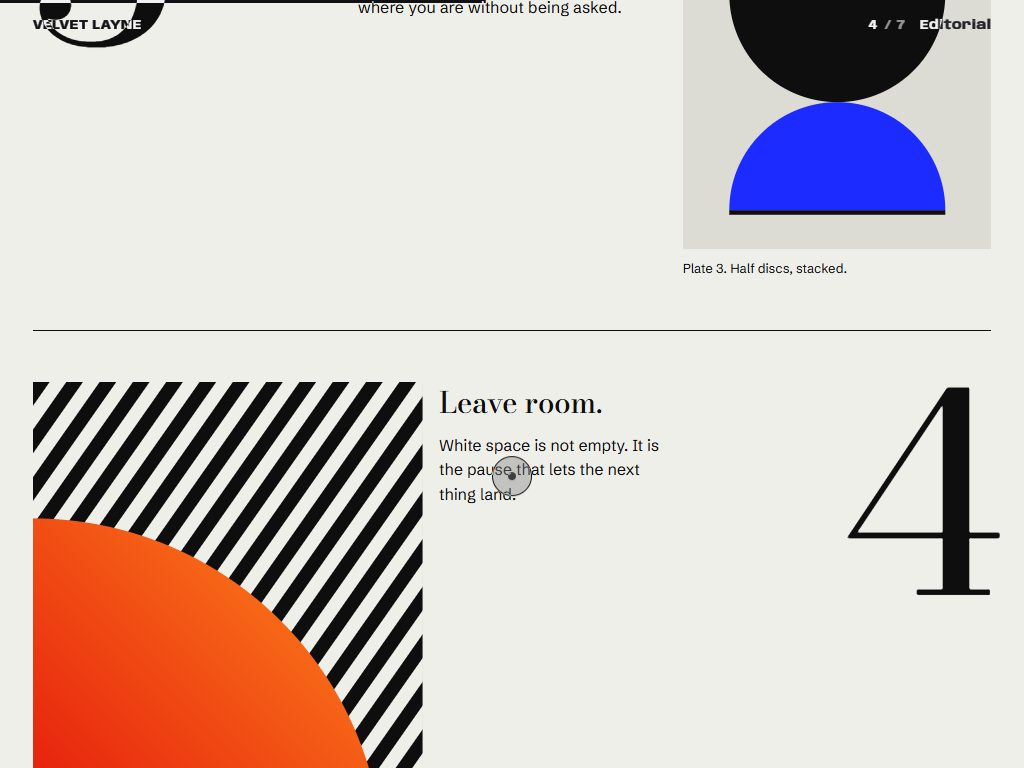 where you are without being asked.
VELVET LAYNE
4 / 7 Editorial
Plate 3. Half discs, stacked.
Leave room.
White space is not empty. It is
the pause that lets the next
thing land.
4